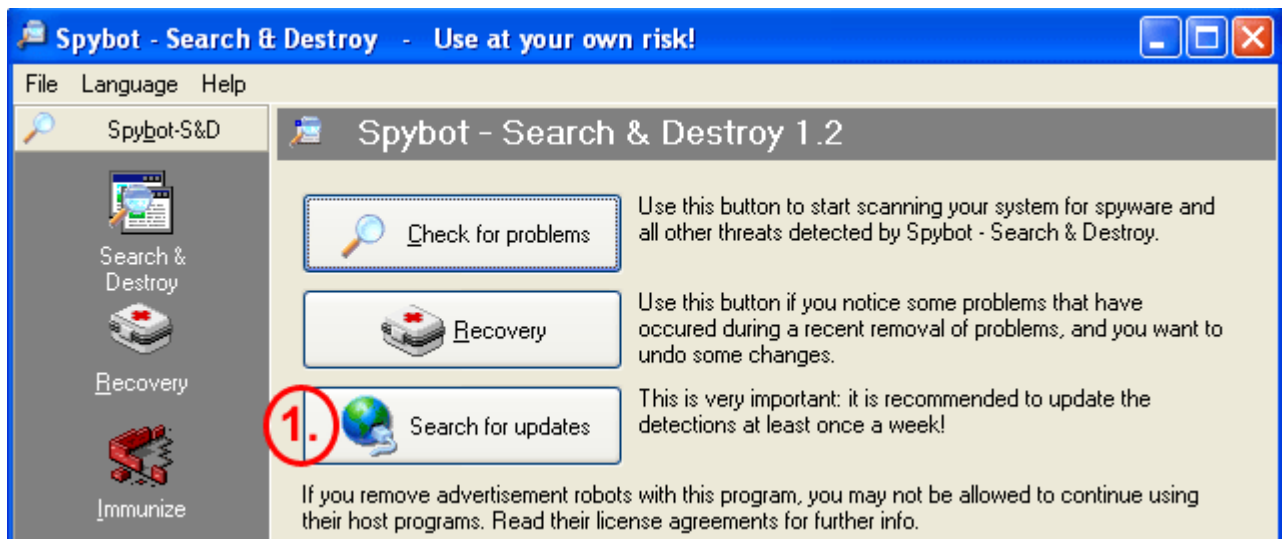 Spybot - Search & Destroy - Use at your own risk!
File Language Help
Spybot-S&D
Spybot - Search & Destroy 1.2
Search &
Destroy
Recovery
Immunize
Check for problems
Use this button to start scanning your system for spyware and
all other threats detected by Spybot - Search & Destroy.
Recovery
Use this button if you notice some problems that have
occured during a recent removal of problems, and you want to
undo some changes.
1.
Search for updates
This is very important: it is recommended to update the
detections at least once a week!
If you remove advertisement robots with this program, you may not be allowed to continue using
their host programs. Read their license agreements for further info.